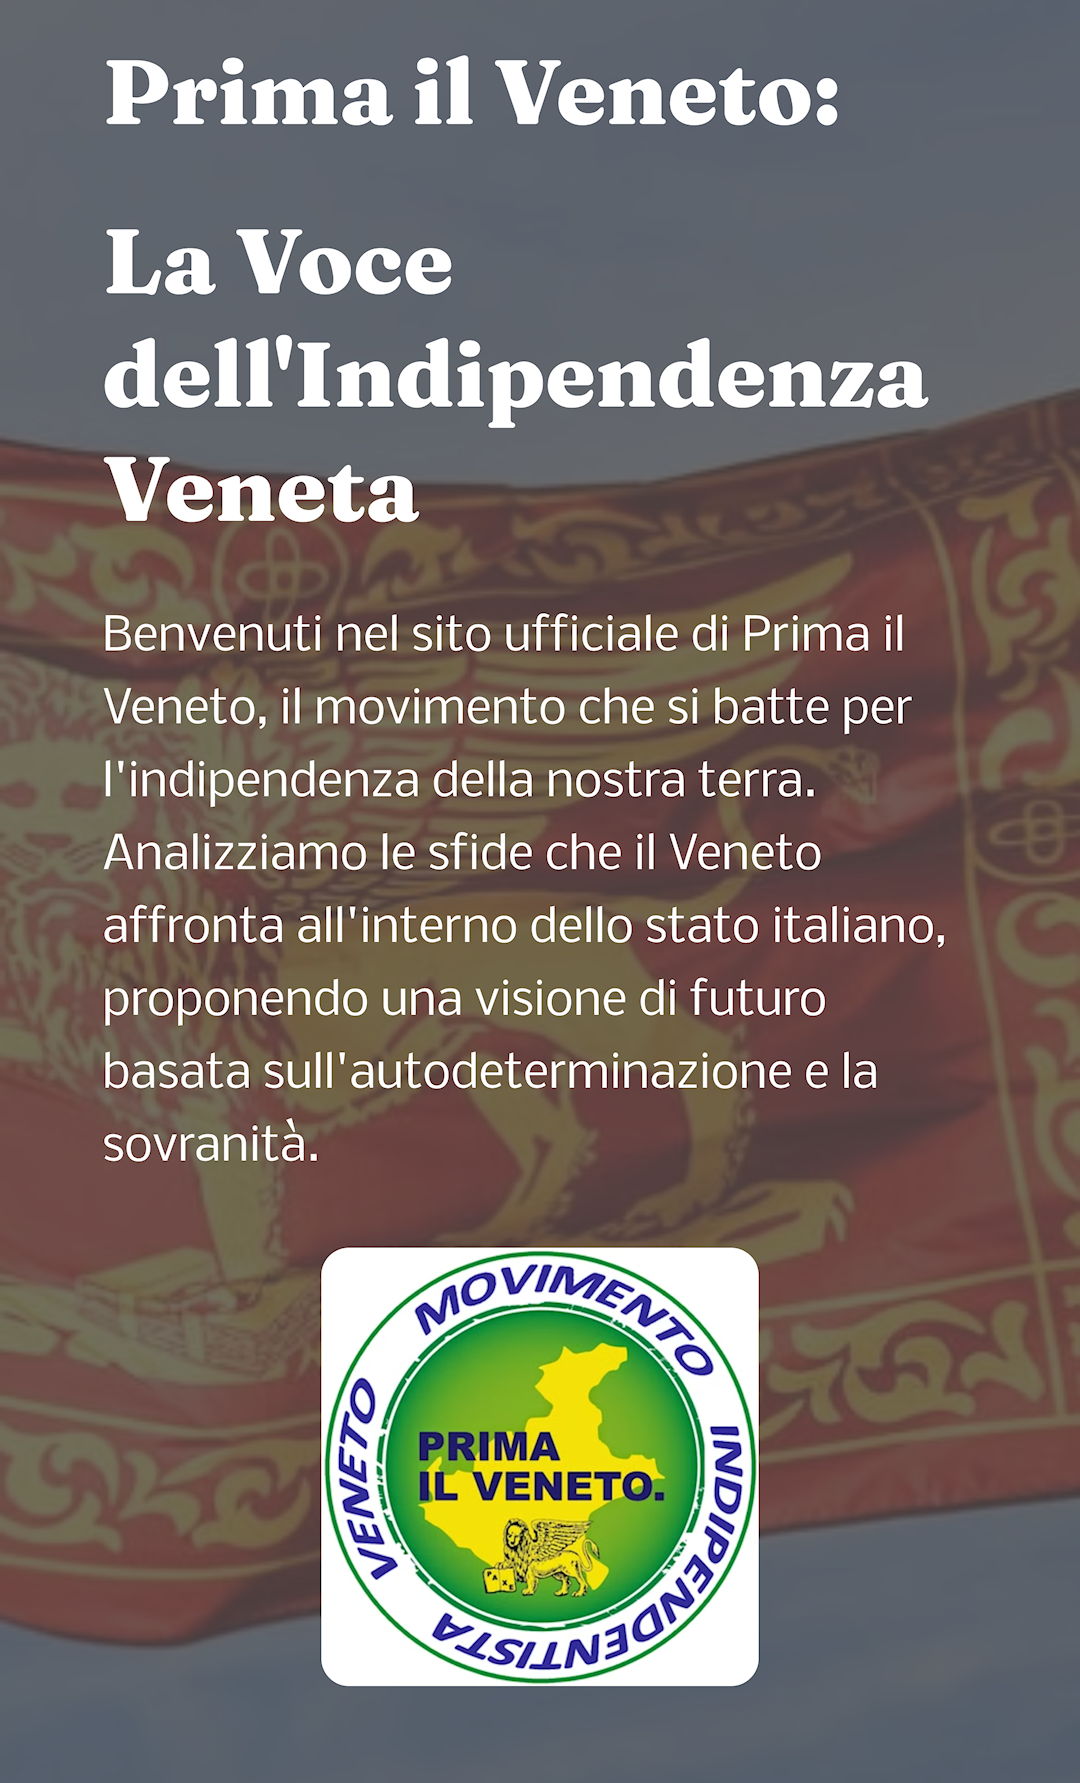 Prima il Veneto:
La Voce
dell'Indipendenza
Veneta
Benvenuti nel sito ufficiale di Prima il
Veneto, il movimento che si batte per
l'indipendenza della nostra terra.
Analizziamo le sfide che il Veneto
affronta all'interno dello stato italiano,
proponendo una visione di futuro
basata sull'autodeterminazione e la
sovranità.
MOVIMENTO
INDIPENDENTISTA
VENETO
PRIMA
IL VENETO.